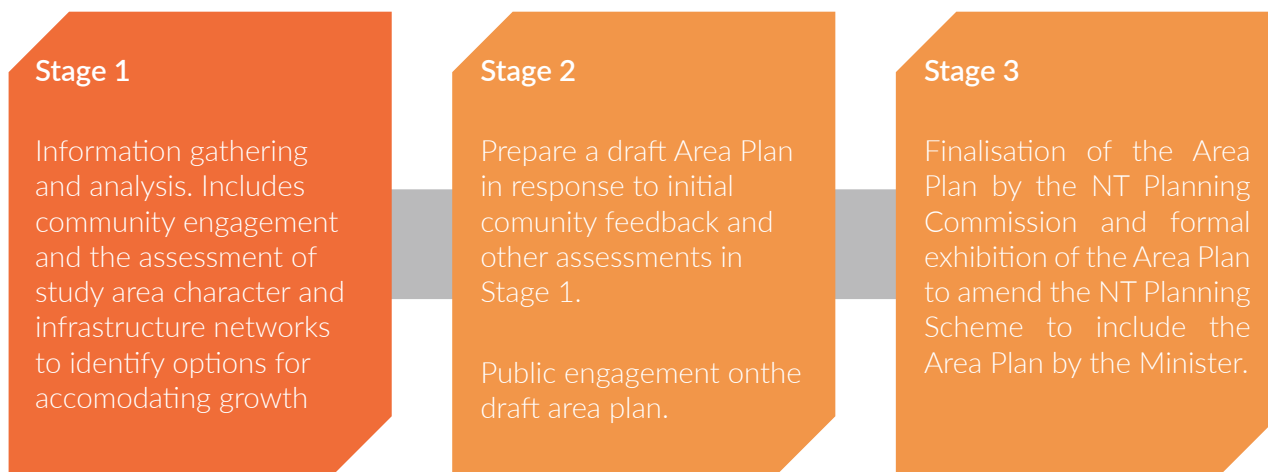 Stage 1
Information gathering
and analysis. Includes
community engagement
and the assessment of
study area character and
infrastructure networks
to identify options for
accomodating growth
Stage 2
Prepare a draft Area Plan
in response to initial
comunity feedback and
other assessments in
Stage 1.
Public engagement onthe
draft area plan.
Stage 3
Finalisation of the Area
Plan by the NT Planning
Commission and formal
exhibition of the Area Plan
to amend the NT Planning
Scheme to include the
Area Plan by the Minister.